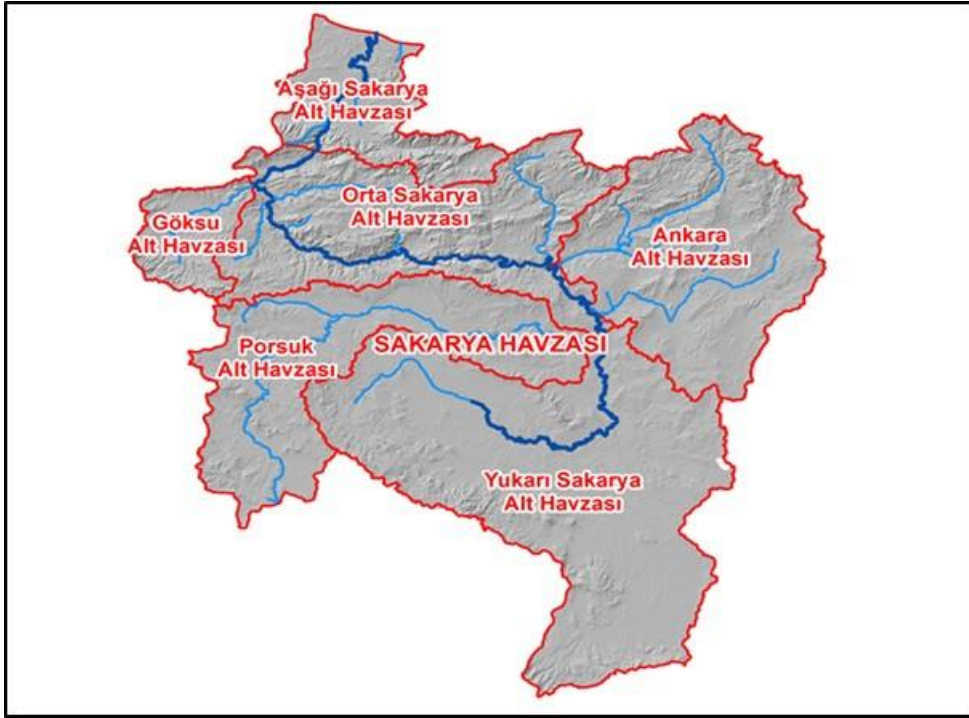 Aşağı Sakarya
Alt Havzası
Orta Sakarya
Alt Havzası
Göksu
Alt Havzası
Ankara
Alt Havzası
SAKARYA HAVZASI
Porsuk
Alt Havzası
Yukarı Sakarya
Alt Havzası